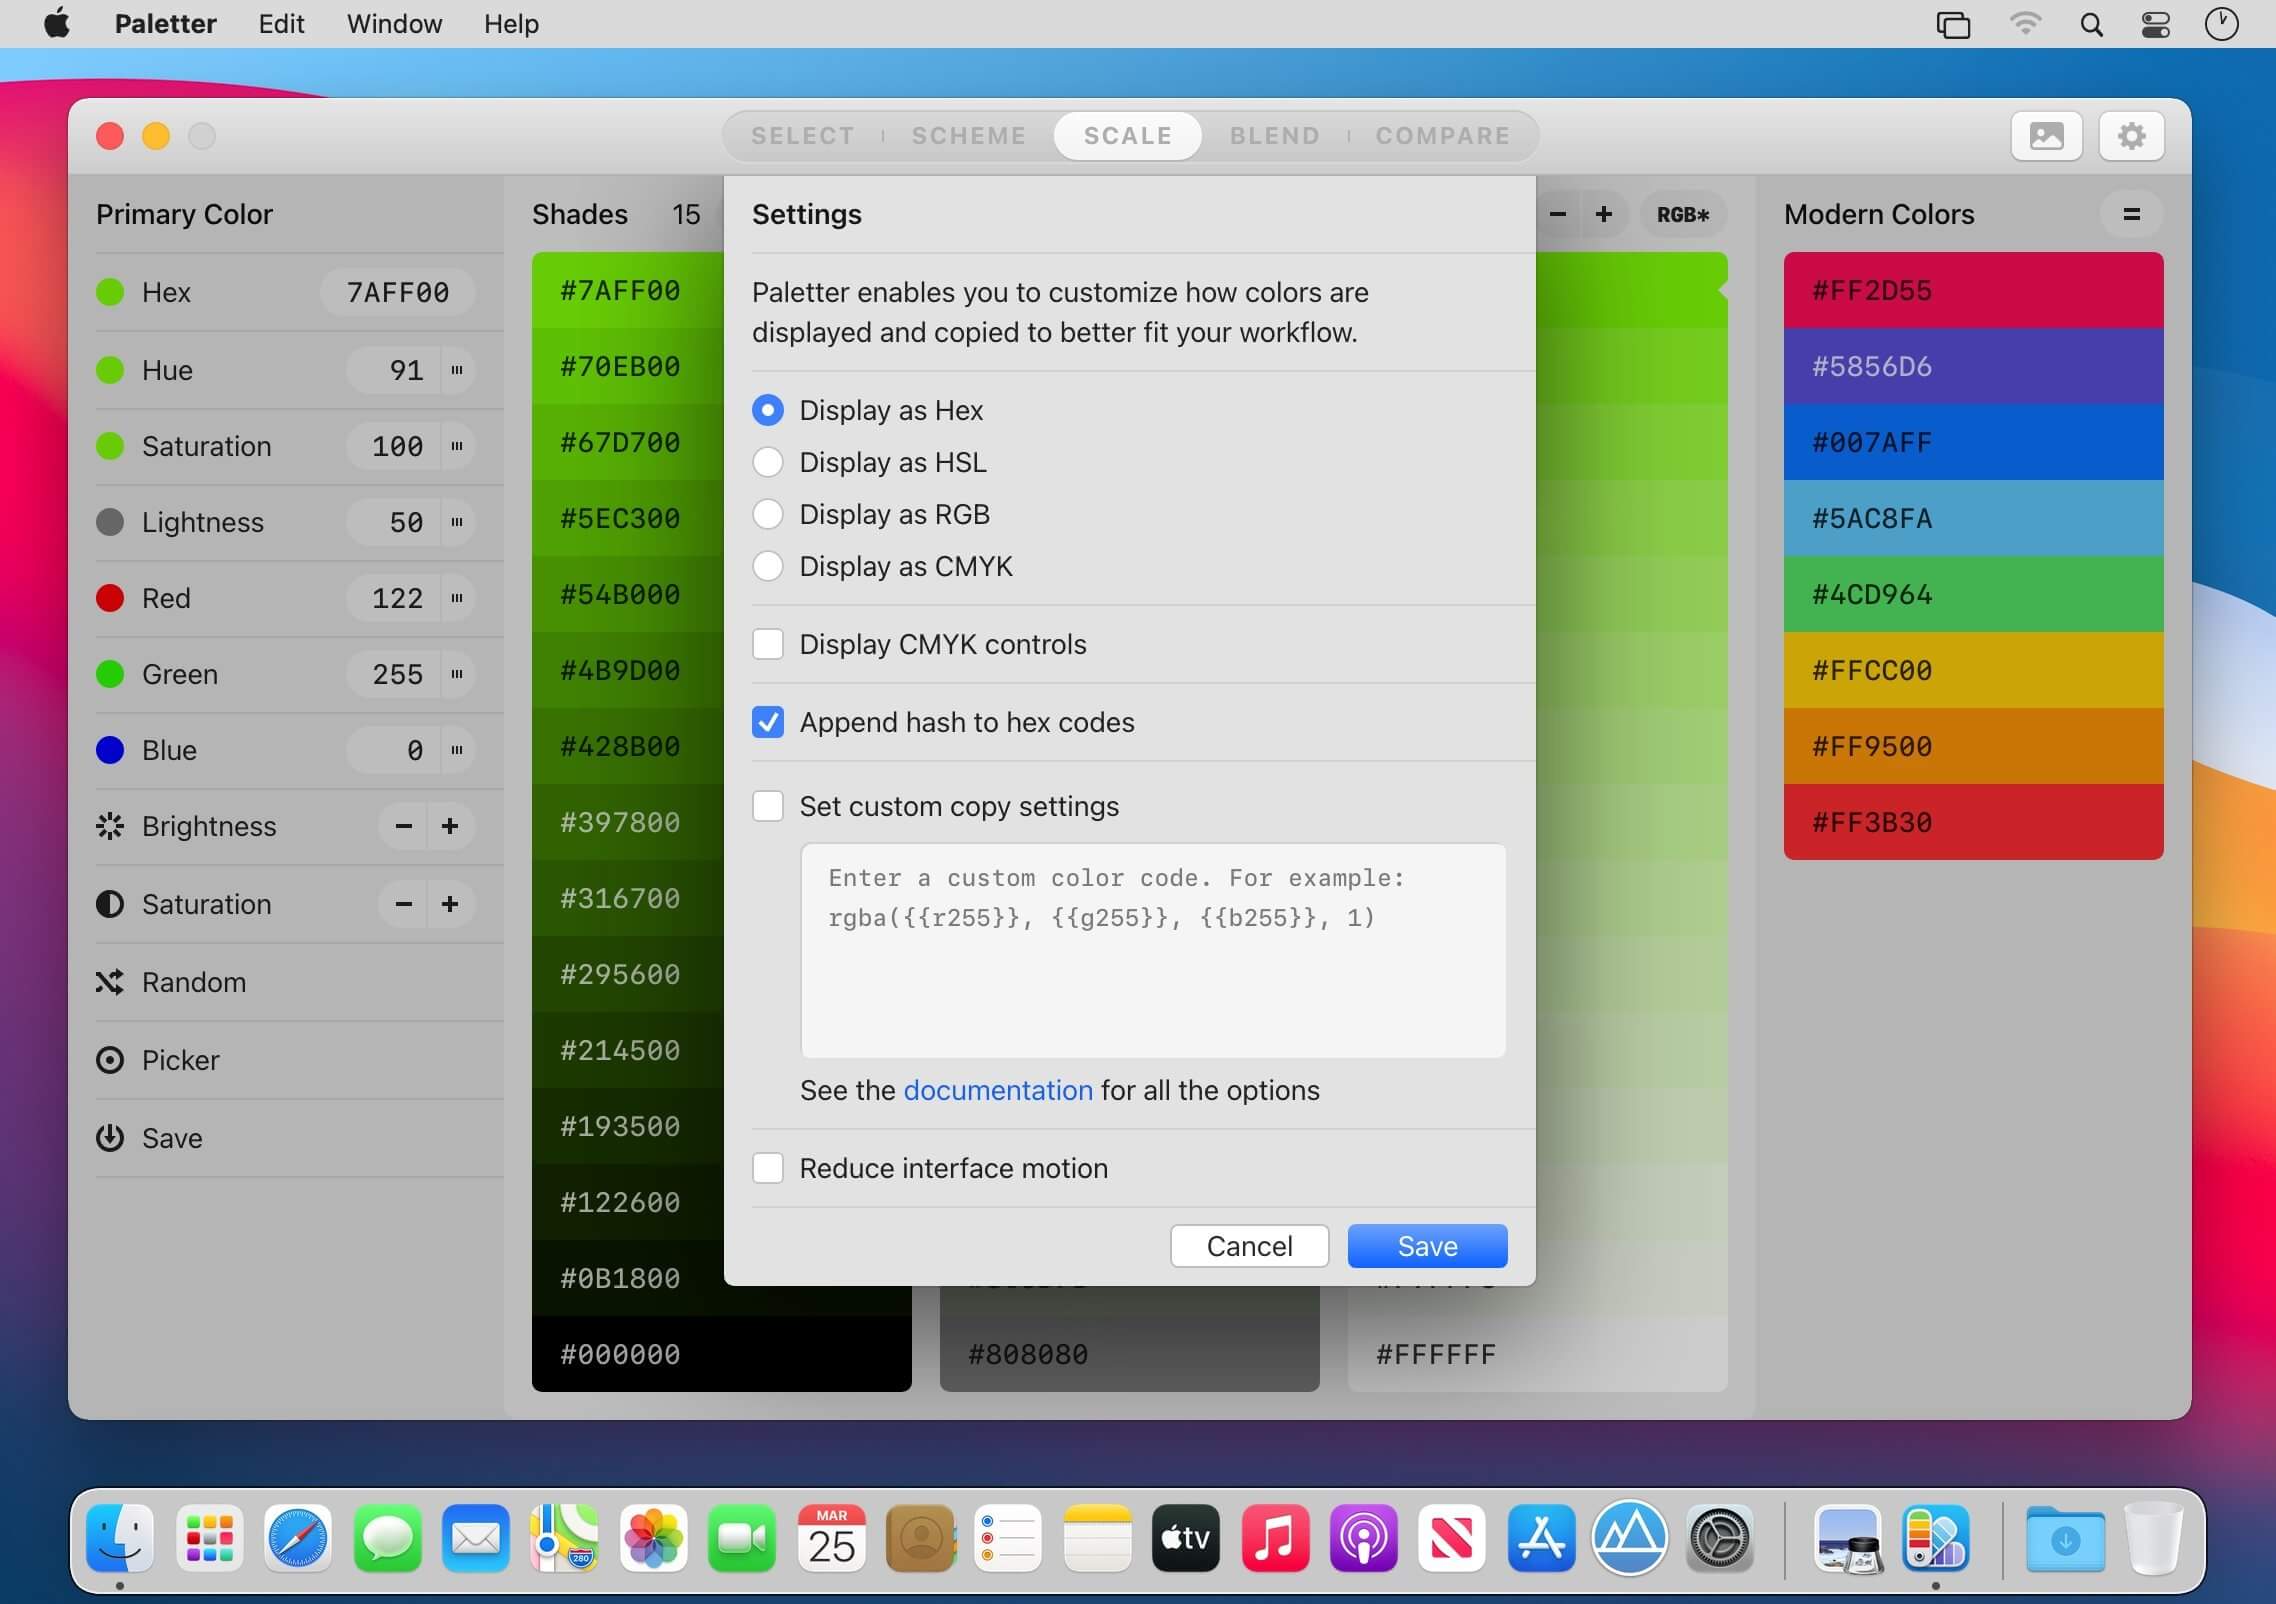 Paletter Edit Window Help
SELECT SCHEME SCALE BLEND COMPARE
Primary Color
Hex 7AFF00
Hue 91
Saturation 100
Lightness 50
Red 122
Green 255
Blue 0
Brightness − +
Saturation − +
Random
Picker
Save
Shades 15
#7AFF00
#70EB00
#67D700
#5EC300
#54B000
#4B9D00
#428B00
#397800
#316700
#295600
#214500
#193500
#122600
#0B1800
#000000
Settings
Paletter enables you to customize how colors are
displayed and copied to better fit your workflow.
Display as Hex
Display as HSL
Display as RGB
Display as CMYK
Display CMYK controls
Append hash to hex codes
Set custom copy settings
Enter a custom color code. For example:
rgba({{r255}}, {{g255}}, {{b255}}, 1)
See the documentation for all the options
Reduce interface motion
Cancel Save
#808080
− + RGB*
#FFFFFF
Modern Colors =
#FF2D55
#5856D6
#007AFF
#5AC8FA
#4CD964
#FFCC00
#FF9500
#FF3B30
280
MAR
25
tv